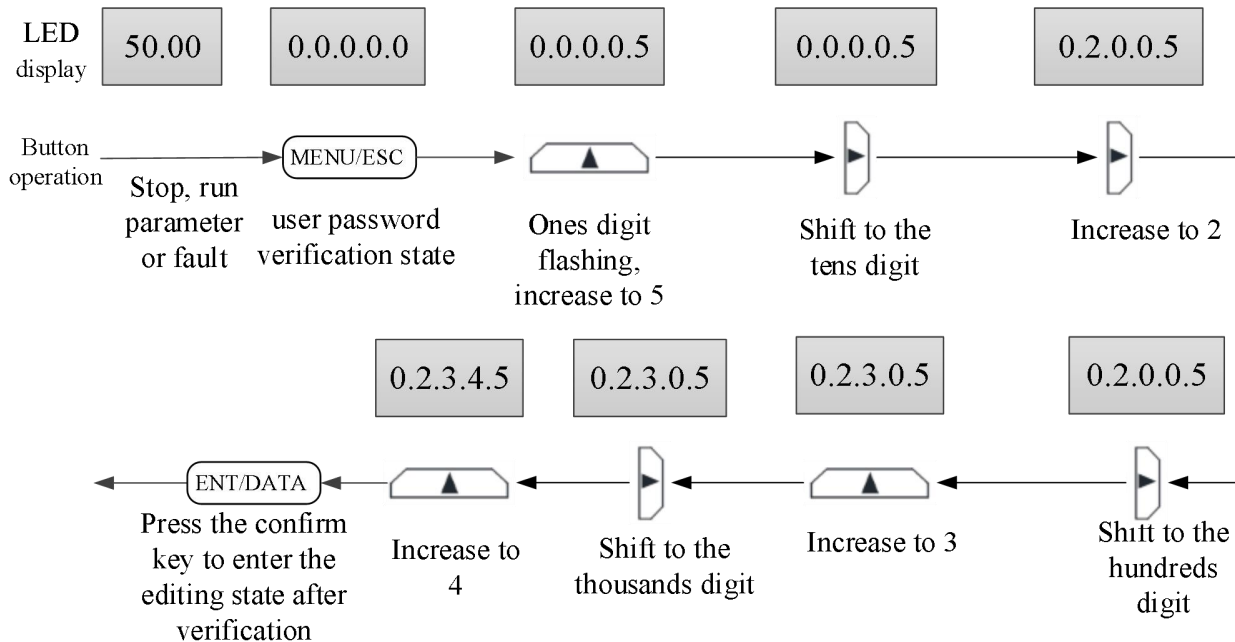 LED
display
50.00
0.0.0.0.0
0.0.0.0.5
0.0.0.0.5
0.2.0.0.5
Button
operation
MENU/ESC
Stop, run
parameter
or fault
user password
verification state
Ones digit
flashing,
increase to 5
Shift to the
tens digit
Increase to 2
0.2.3.4.5
0.2.3.0.5
0.2.3.0.5
0.2.0.0.5
ENT/DATA
Press the confirm
key to enter the
editing state after
verification
Increase to
4
Shift to the
thousands digit
Increase to 3
Shift to the
hundreds
digit